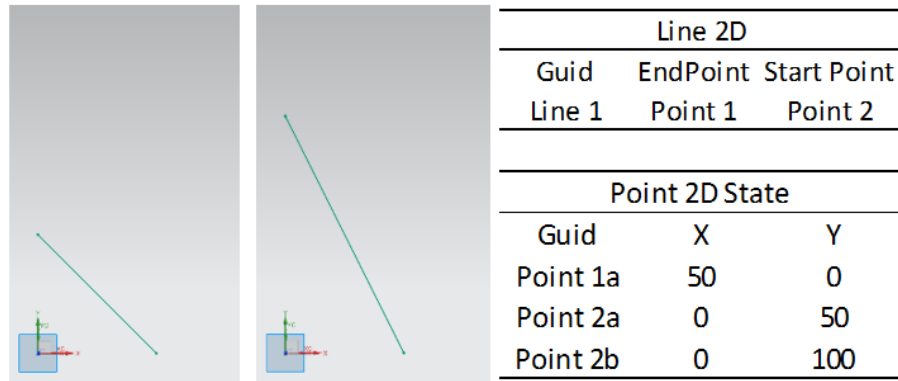 Line 2D
Guid EndPoint Start Point
Line 1 Point 1 Point 2
Point 2D State
Guid X Y
Point 1a 50 0
Point 2a 0 50
Point 2b 0 100